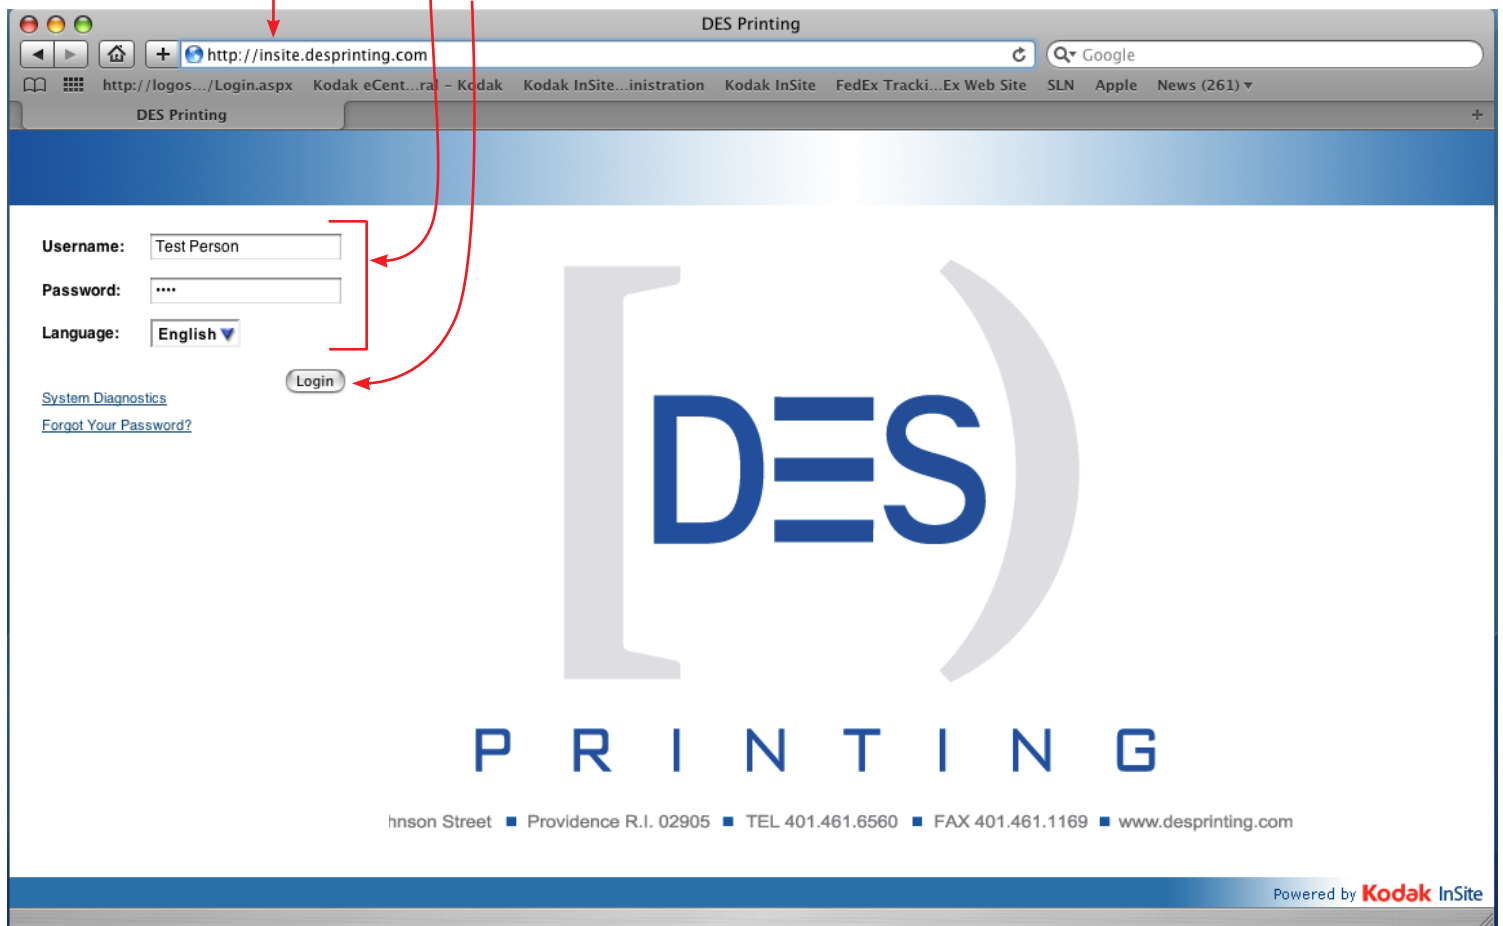 DES Printing
http://insite.desprinting.com
Google
http://logos.../Login.aspx Kodak eCent...ral – Kodak Kodak InSite...inistration Kodak InSite FedEx Tracki...Ex Web Site SLN Apple News (261)
DES Printing
Username: Test Person
Password: ••••
Language: English
Login
System Diagnostics
Forgot Your Password?
DES
PRINTING
hnson Street ■ Providence R.I. 02905 ■ TEL 401.461.6560 ■ FAX 401.461.1169 ■ www.desprinting.com
Powered by Kodak InSite